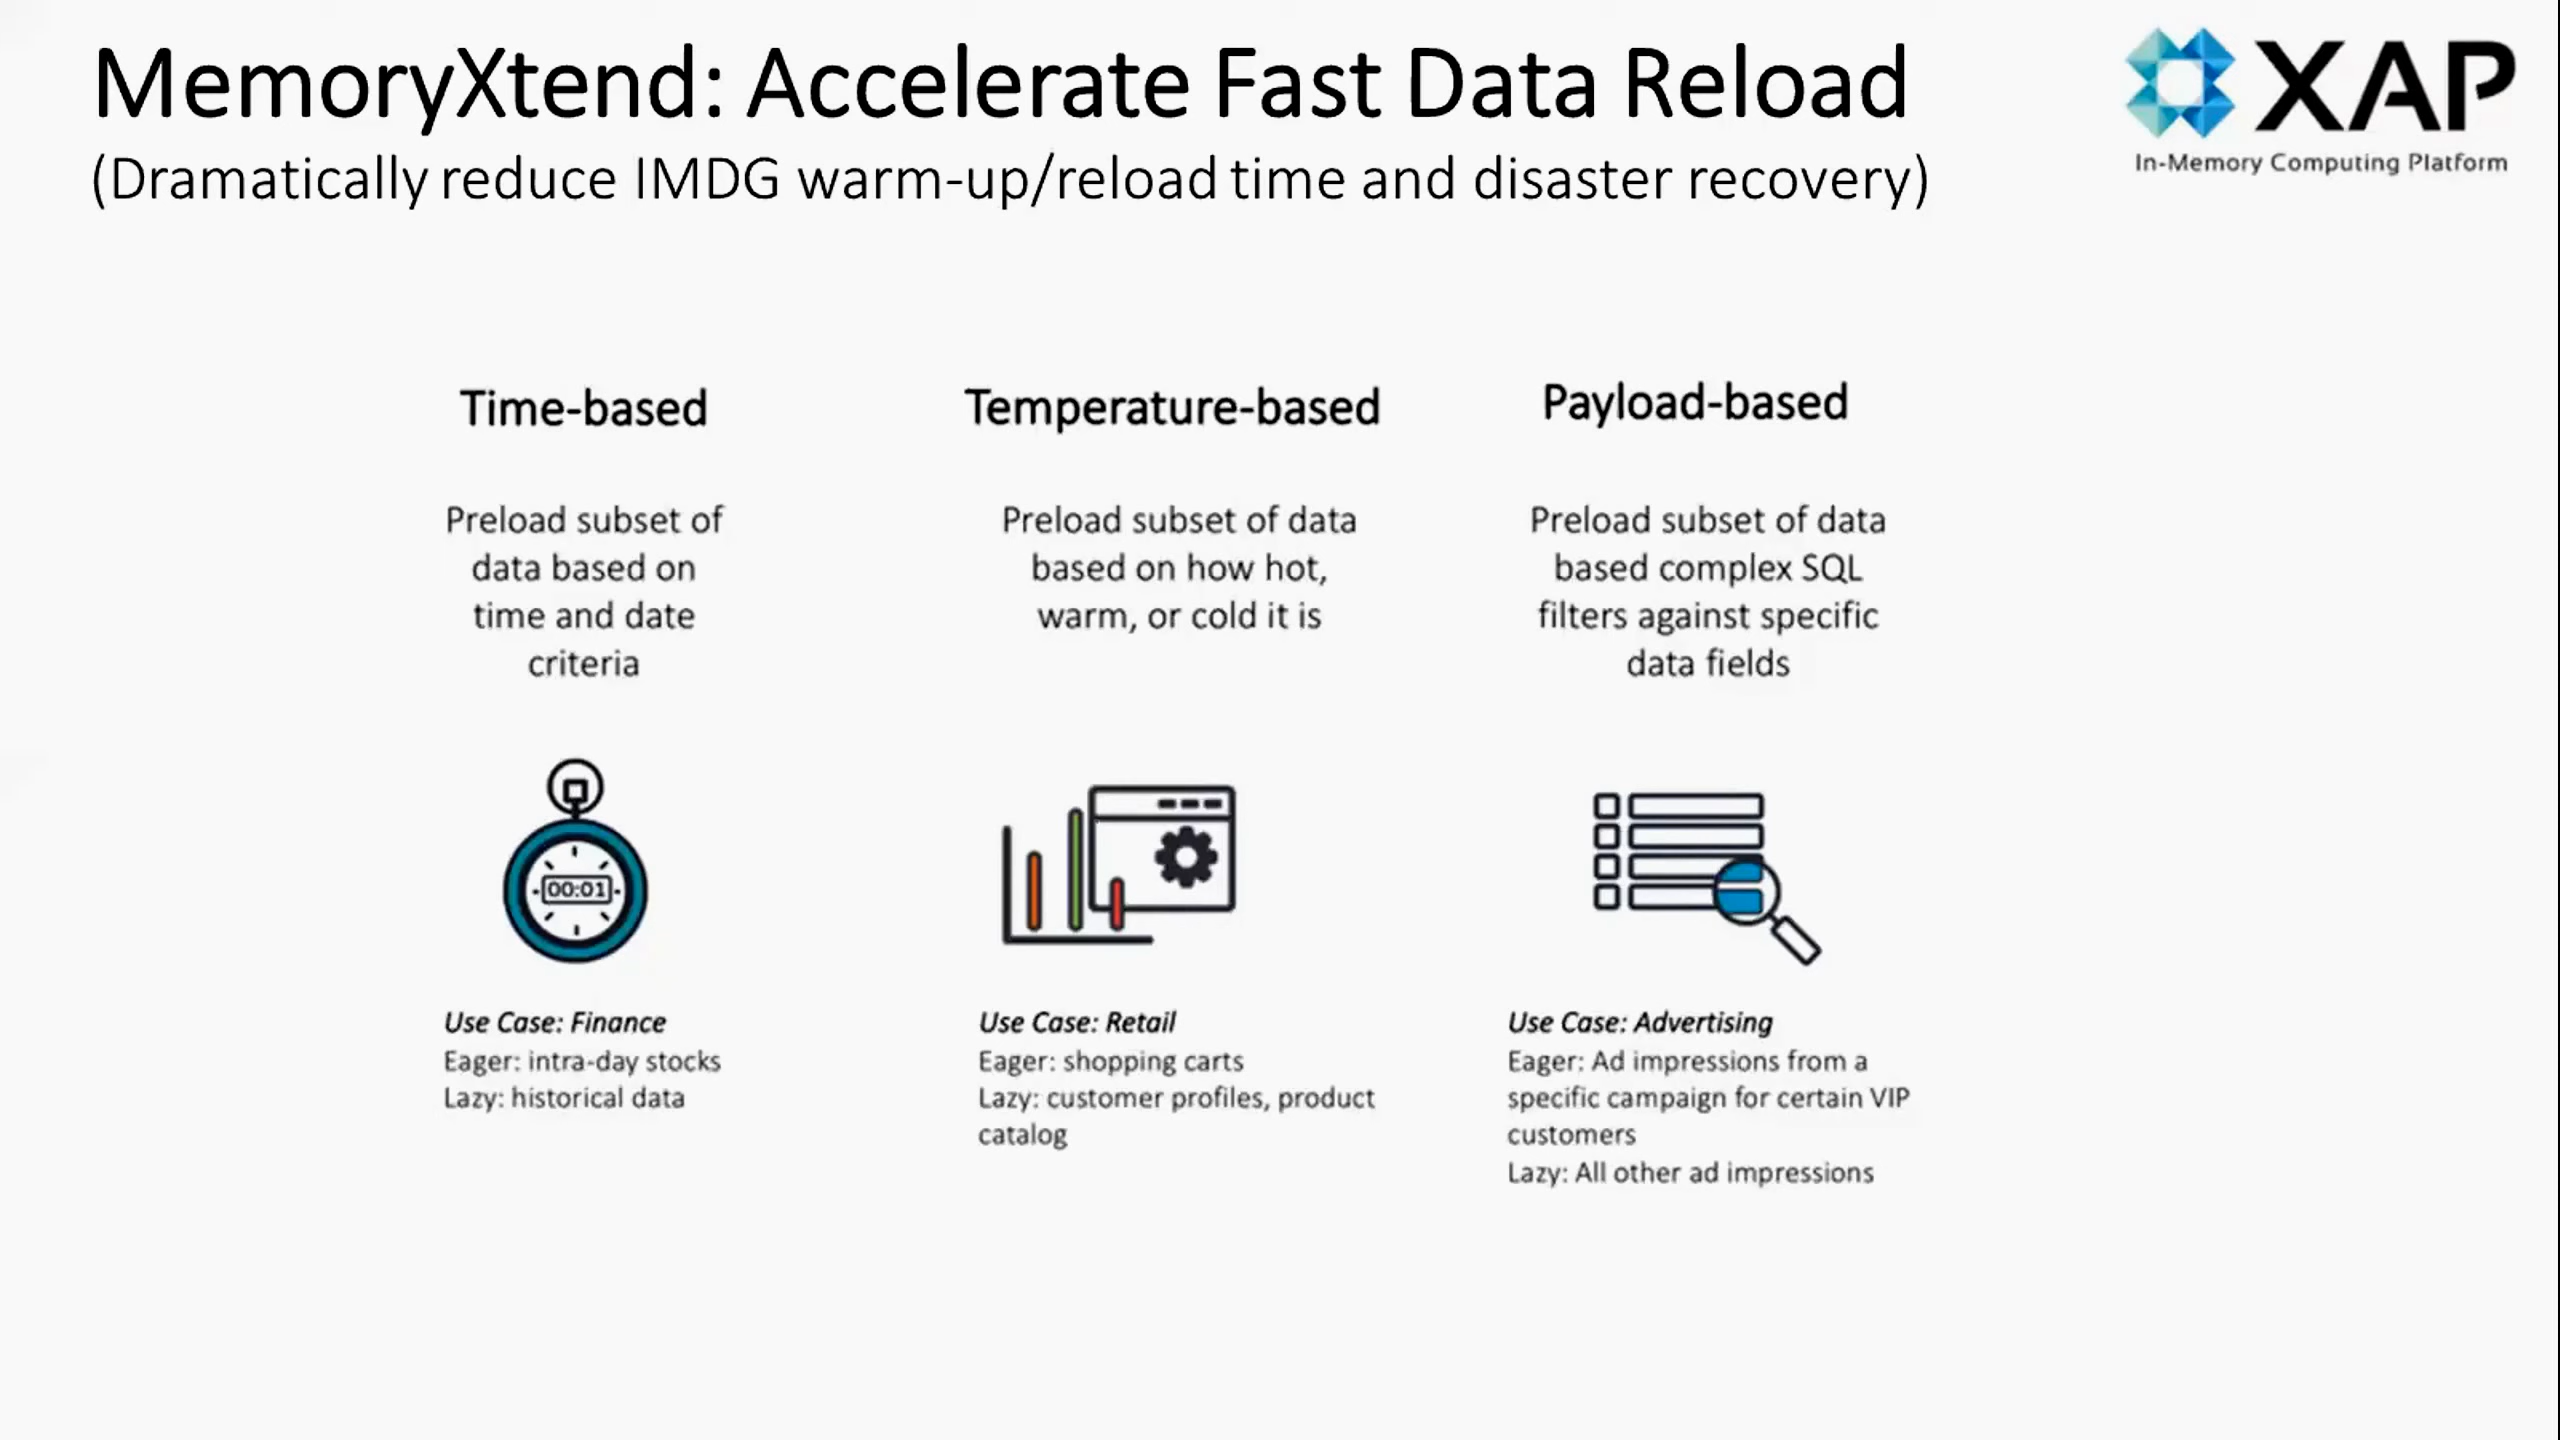 MemoryXtend: Accelerate Fast Data Reload
(Dramatically reduce IMDG warm-up/reload time and disaster recovery)
XAP
In-Memory Computing Platform
Time-based
Preload subset of
data based on
time and date
criteria
00:01
Use Case: Finance
Eager: intra-day stocks
Lazy: historical data
Temperature-based
Preload subset of data
based on how hot,
warm, or cold it is
Use Case: Retail
Eager: shopping carts
Lazy: customer profiles, product
catalog
Payload-based
Preload subset of data
based complex SQL
filters against specific
data fields
Use Case: Advertising
Eager: Ad impressions from a
specific campaign for certain VIP
customers
Lazy: All other ad impressions